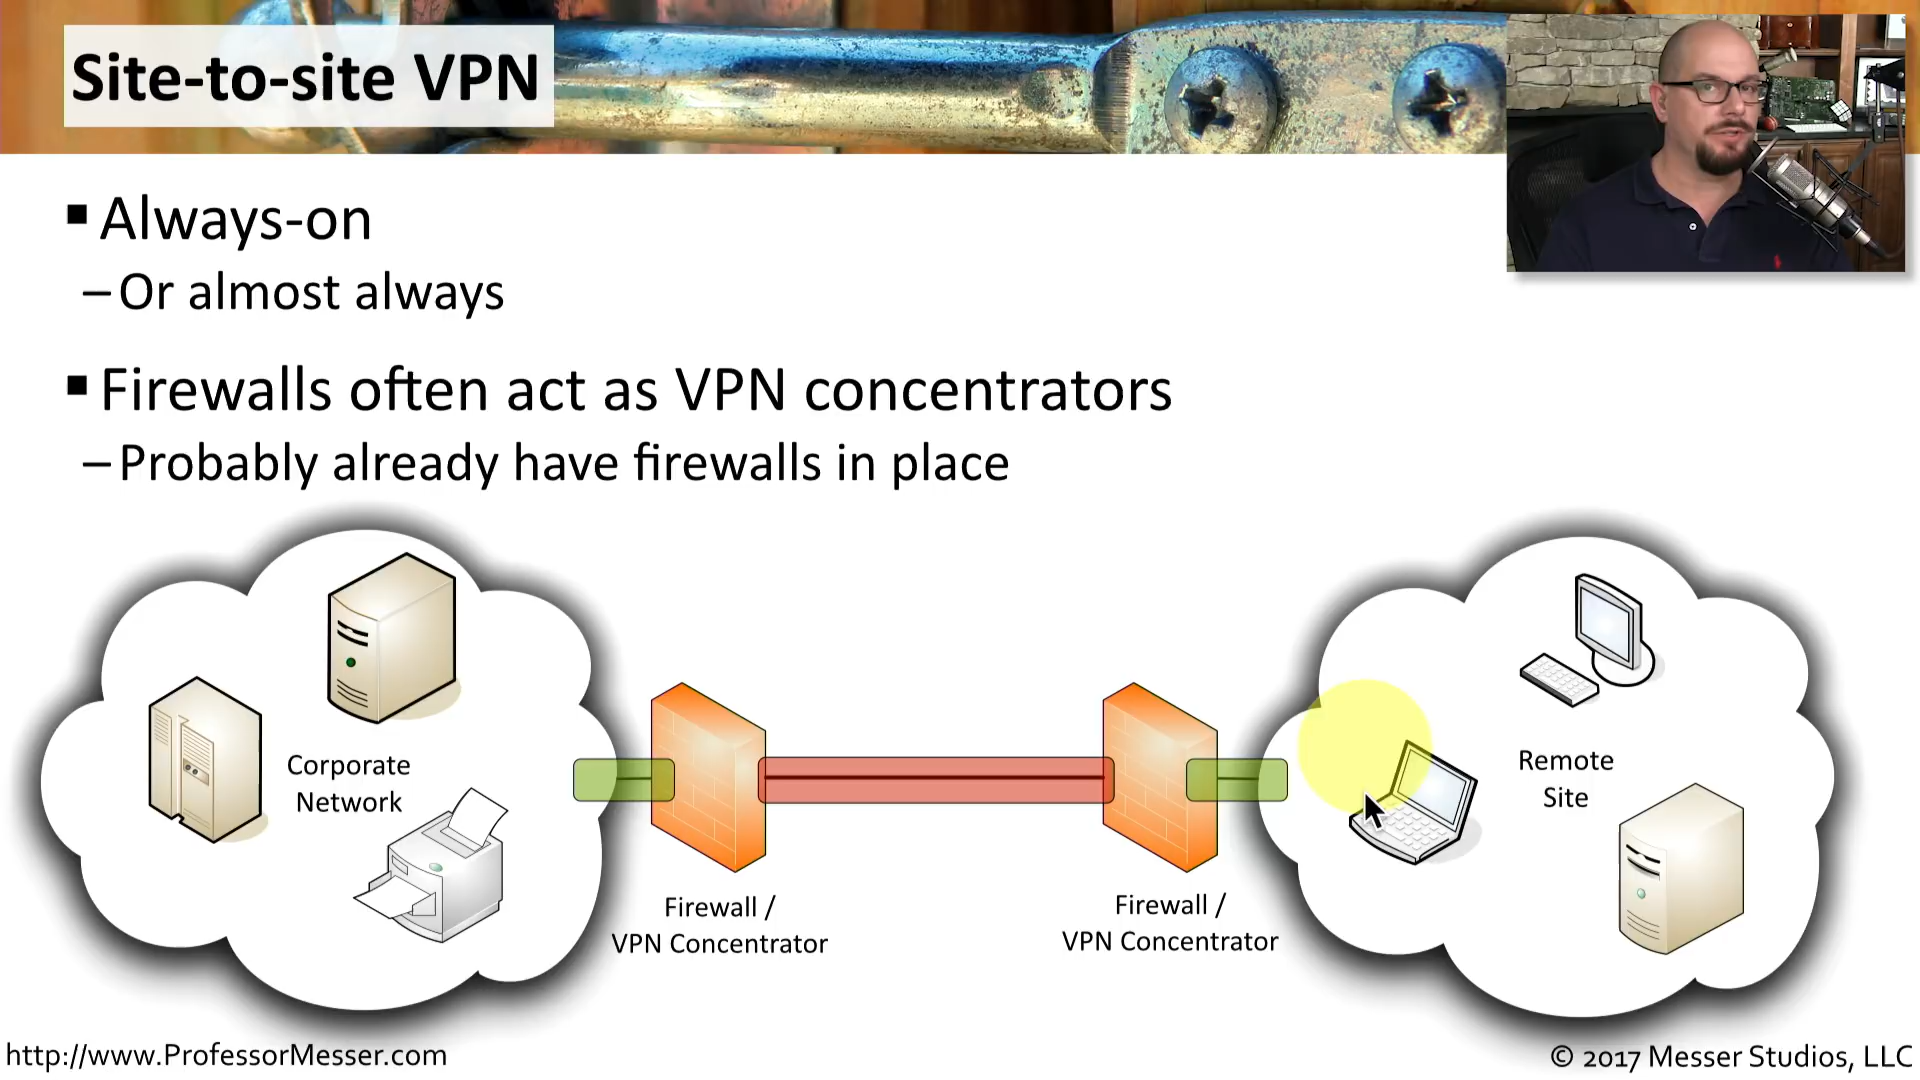 Site-to-site VPN
▪Always-on
–Or almost always
▪Firewalls often act as VPN concentrators
–Probably already have firewalls in place
Corporate
Network
Firewall /
VPN Concentrator
Firewall /
VPN Concentrator
Remote
Site
http://www.ProfessorMesser.com
© 2017 Messer Studios, LLC